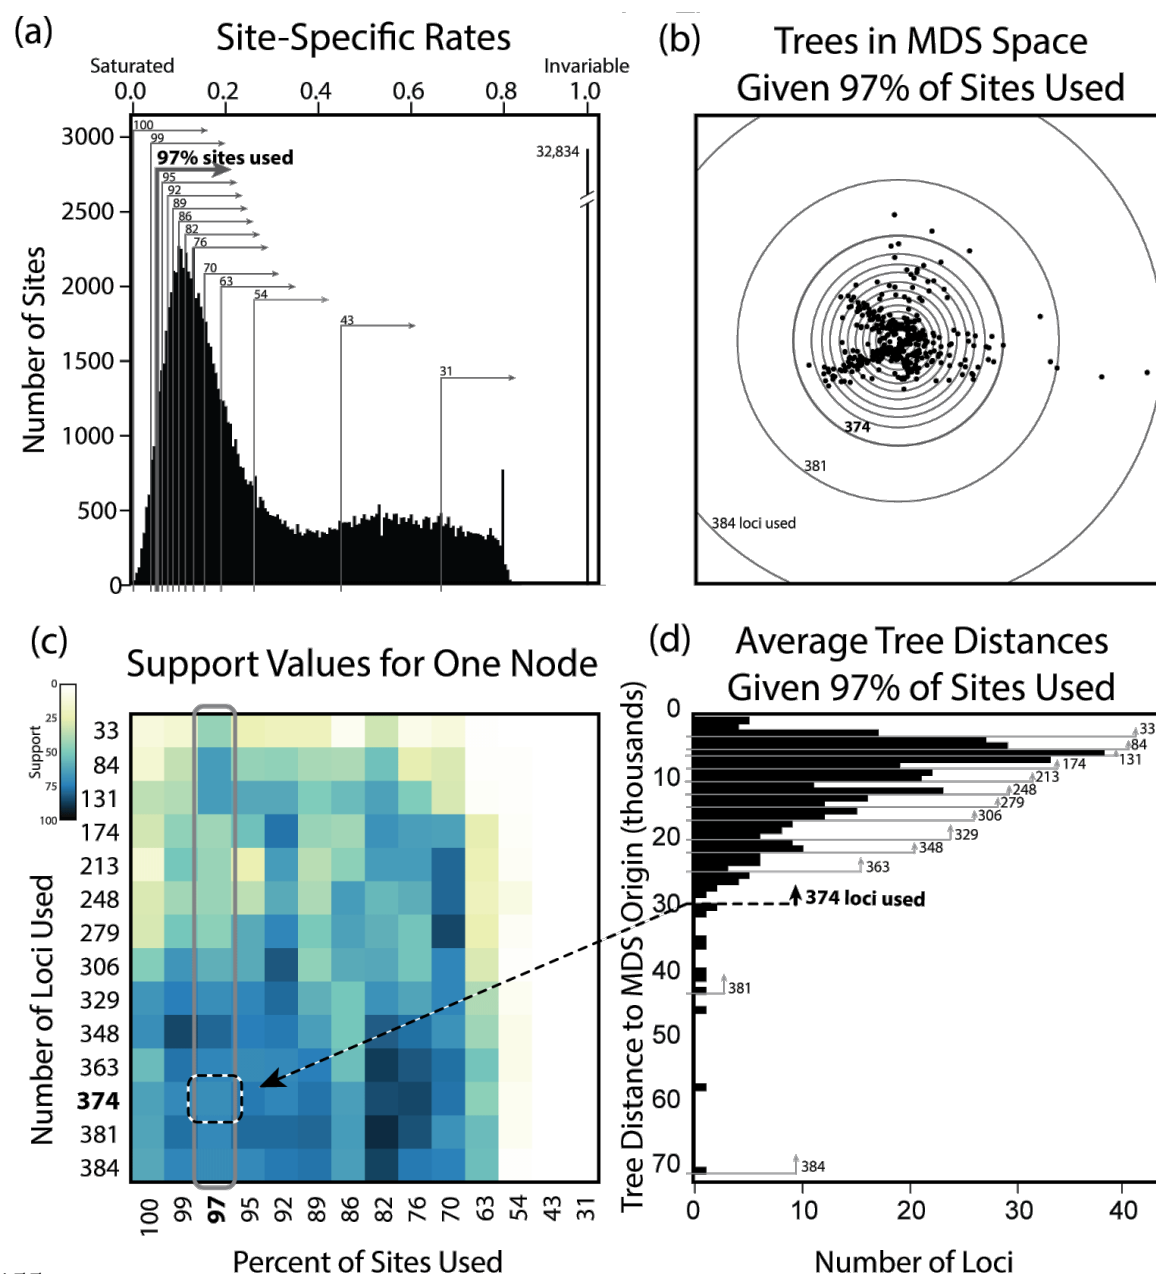 (a)
Site-Specific Rates
Saturated
Invariable
0.0 0.2 0.4 0.6 0.8 1.0
Number of Sites
3000
2500
2000
1500
1000
500
0
100
99
97% sites used
95
92
89
86
82
76
70
63
54
43
31
32,834
(b)
Trees in MDS Space
Given 97% of Sites Used
374
381
384 loci used
(c)
Support Values for One Node
Support
0
25
50
75
100
Number of Loci Used
33
84
131
174
213
248
279
306
329
348
363
374
381
384
100 99 97 95 92 89 86 82 76 70 63 54 43 31
Percent of Sites Used
(d)
Average Tree Distances
Given 97% of Sites Used
Tree Distance to MDS Origin (thousands)
0
10
20
30
40
50
60
70
33
84
131
174
213
248
279
306
329
348
363
374 loci used
381
384
0 10 20 30 40
Number of Loci